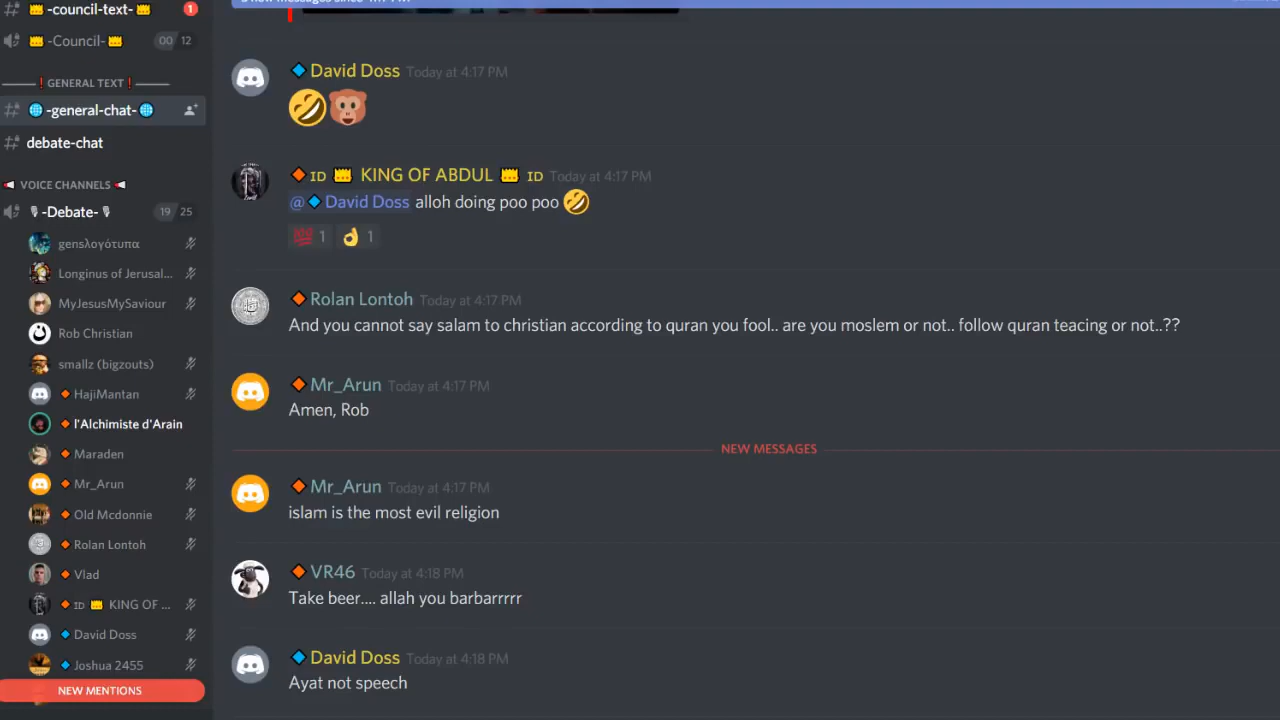 -council-text-
1
-Council-
00 12
GENERAL TEXT
-general-chat-
debate-chat
VOICE CHANNELS
-Debate-
19 25
gensλογότυπα
Longinus of Jerusal...
MyJesusMySaviour
Rob Christian
smallz (bigzouts)
HajiMantan
l'Alchimiste d'Arain
Maraden
Mr_Arun
Old Mcdonnie
Rolan Lontoh
Vlad
ID 👑 KING OF ...
David Doss
Joshua 2455
NEW MENTIONS
David Doss Today at 4:17 PM
🤣🐵
ID 👑 KING OF ABDUL 👑 ID Today at 4:17 PM
@🔹David Doss alloh doing poo poo 🤣
💯 1 👌 1
Rolan Lontoh Today at 4:17 PM
And you cannot say salam to christian according to quran you fool.. are you moslem or not.. follow quran teacing or not..??
Mr_Arun Today at 4:17 PM
Amen, Rob
NEW MESSAGES
Mr_Arun Today at 4:17 PM
islam is the most evil religion
VR46 Today at 4:18 PM
Take beer.... allah you barbarrrrr
David Doss Today at 4:18 PM
Ayat not speech